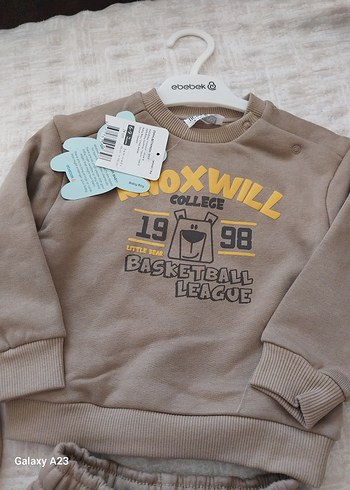 ebebek
KNOXWILL
COLLEGE
19 98
LITTLE BEAR
BASKETBALL
LEAGUE
Galaxy A23